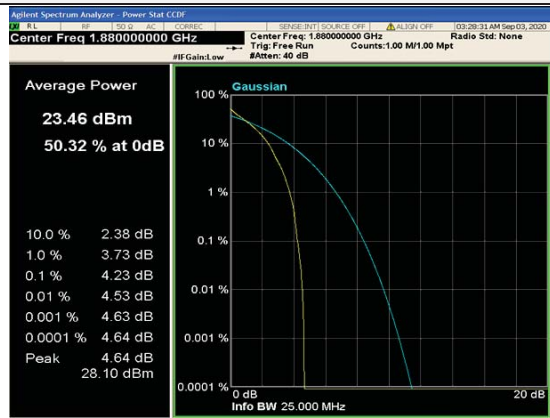 Agilent Spectrum Analyzer - Power Stat CCDF
RL RF 50 Ω AC CORREC SENSE:INT SOURCE OFF ALIGN OFF 03:28:31 AM Sep 03, 2020
Center Freq 1.880000000 GHz Center Freq: 1.880000000 GHz Radio Std: None
Trig: Free Run Counts:1.00 M/1.00 Mpt
#IFGain:Low #Atten: 40 dB
Average Power
23.46 dBm
50.32 % at 0dB
10.0 % 2.38 dB
1.0 % 3.73 dB
0.1 % 4.23 dB
0.01 % 4.53 dB
0.001 % 4.63 dB
0.0001 % 4.64 dB
Peak 4.64 dB
28.10 dBm
Gaussian
100 %
10 %
1 %
0.1 %
0.01 %
0.001 %
0.0001 %
0 dB 20 dB
Info BW 25.000 MHz